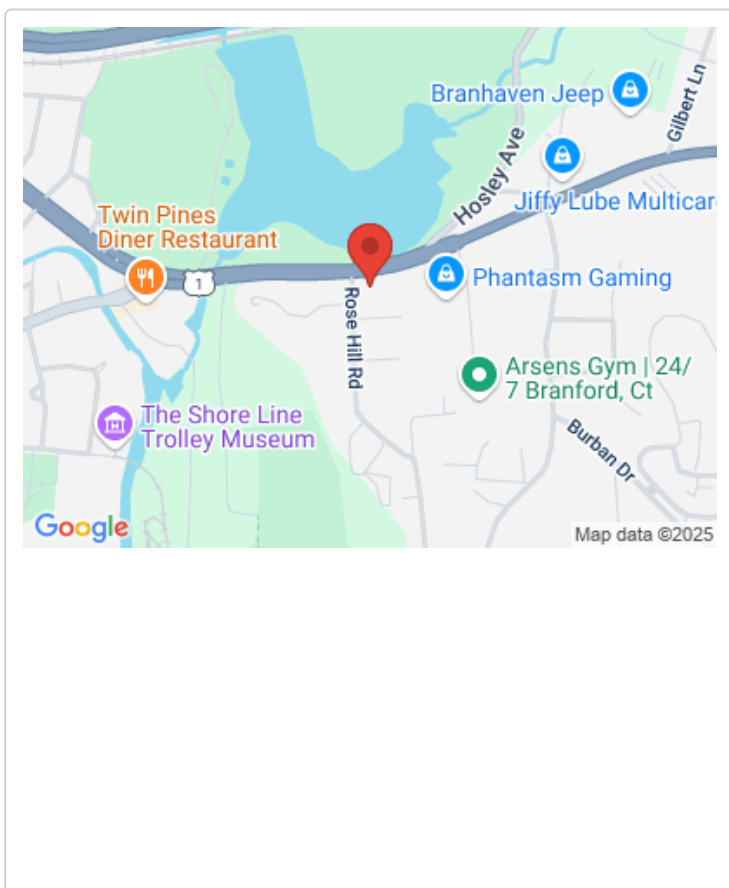 Branhaven Jeep
Gilbert Ln
Hosley Ave
Jiffy Lube Multicar
Twin Pines
Diner Restaurant
1
Phantasm Gaming
Rose Hill Rd
Arsens Gym | 24/
7 Branford, Ct
The Shore Line
Trolley Museum
Burban Dr
Google
Map data ©2025